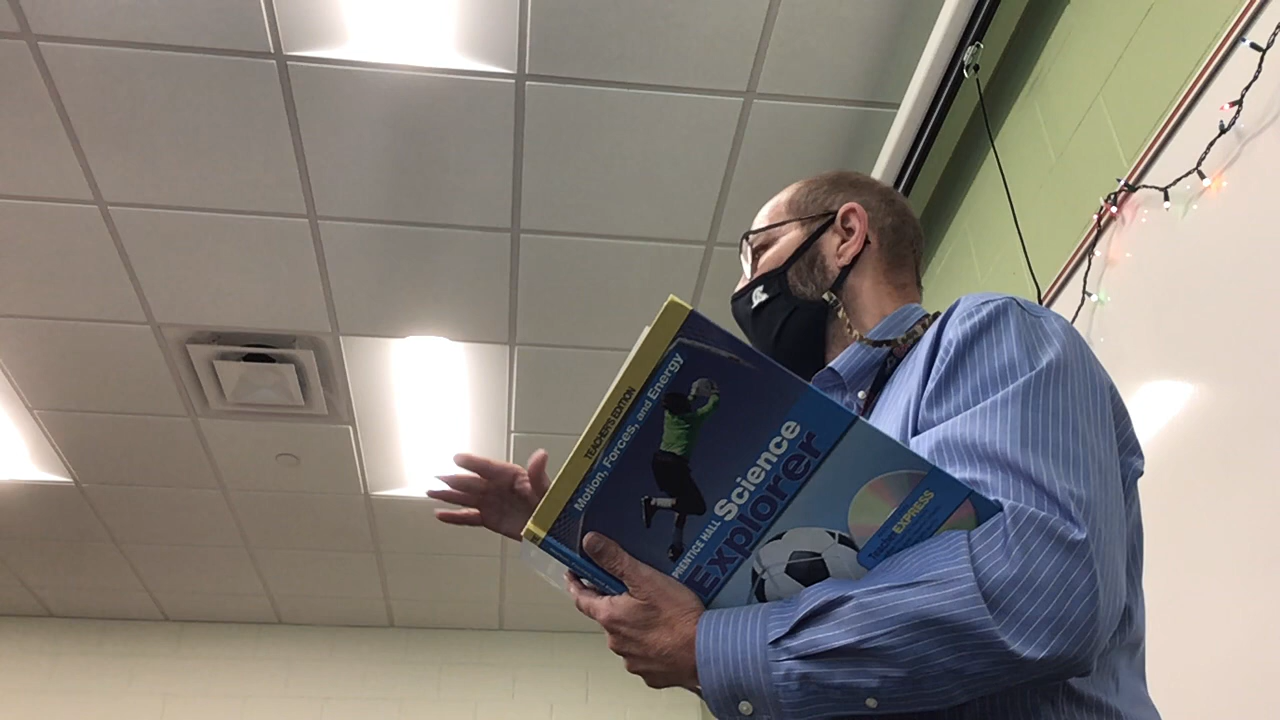 TEACHER'S EDITION
Motion, Forces, and Energy
PRENTICE HALL Science
Explorer
Teacher EXPRESS